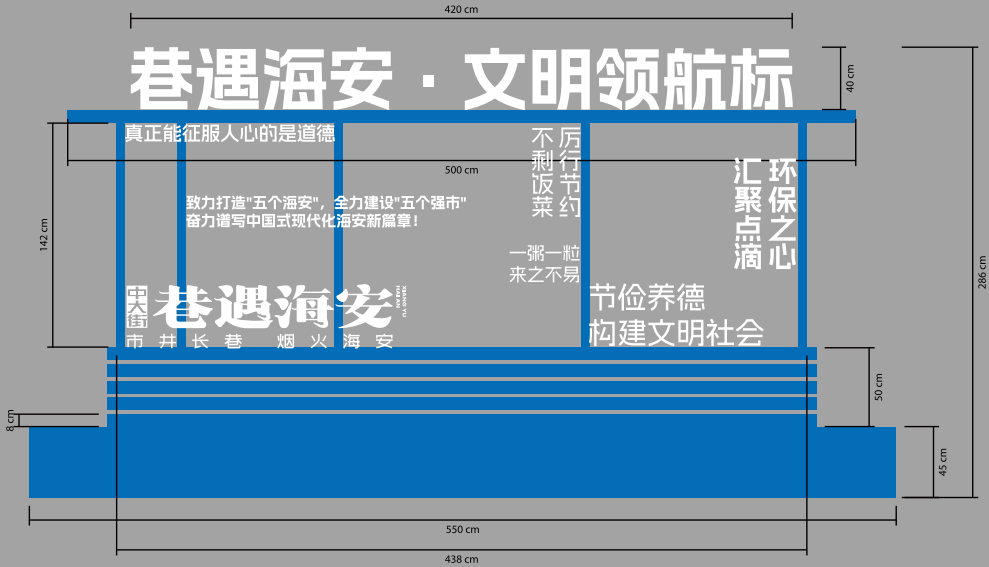 420 cm
巷遇海安·文明领航标
40 cm
真正能征服人心的是道德
厉行节约
不剩饭菜
500 cm
环保之心
汇聚点滴
致力打造"五个海安"，全力建设"五个强市"
奋力谱写中国式现代化海安新篇章！
142 cm
一粥一粒
来之不易
286 cm
中大街
巷遇海安
XIANG YU
HAI AN
市井长巷 烟火海安
节俭养德
构建文明社会
50 cm
8 cm
45 cm
550 cm
438 cm